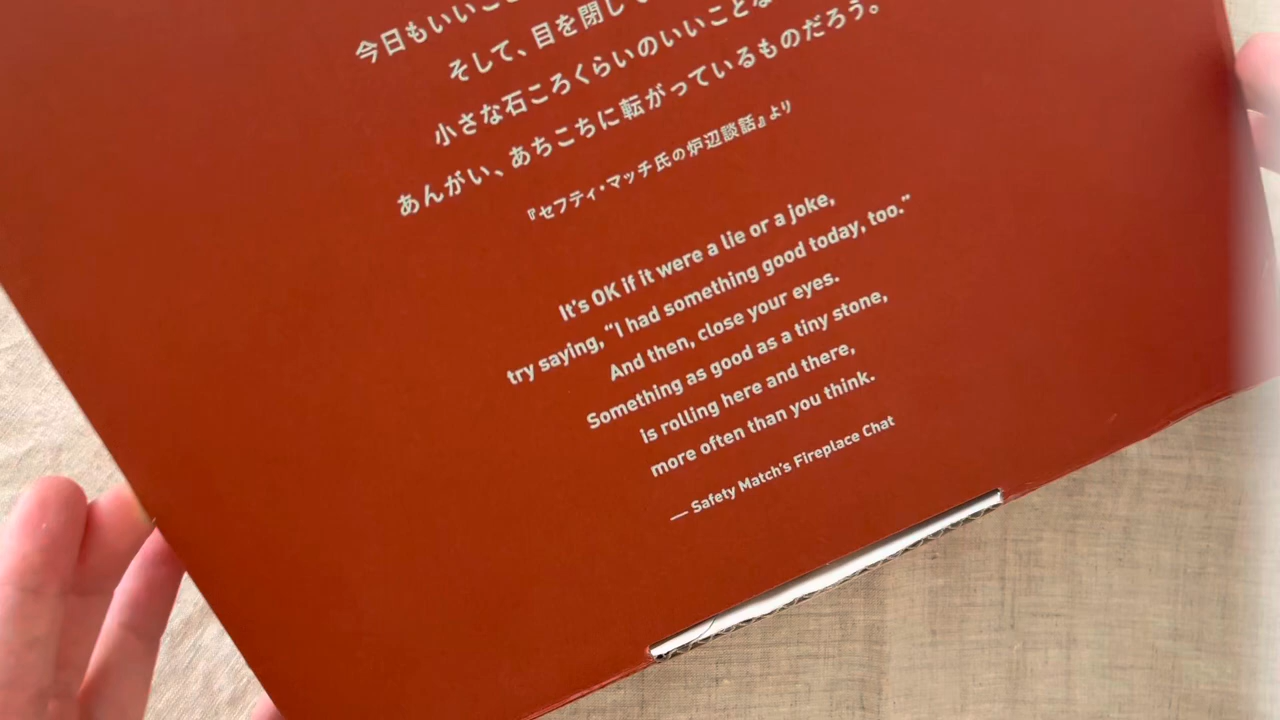 今日もいいこ
そして、目を閉じて
小さな石ころくらいのいいことな
あんがい、あちこちに転がっているものだろう。
『セフティ・マッチ氏の炉辺談話』より
It's OK if it were a lie or a joke,
try saying, “I had something good today, too.”
And then, close your eyes.
Something as good as a tiny stone,
is rolling here and there,
more often than you think.
— Safety Match's Fireplace Chat